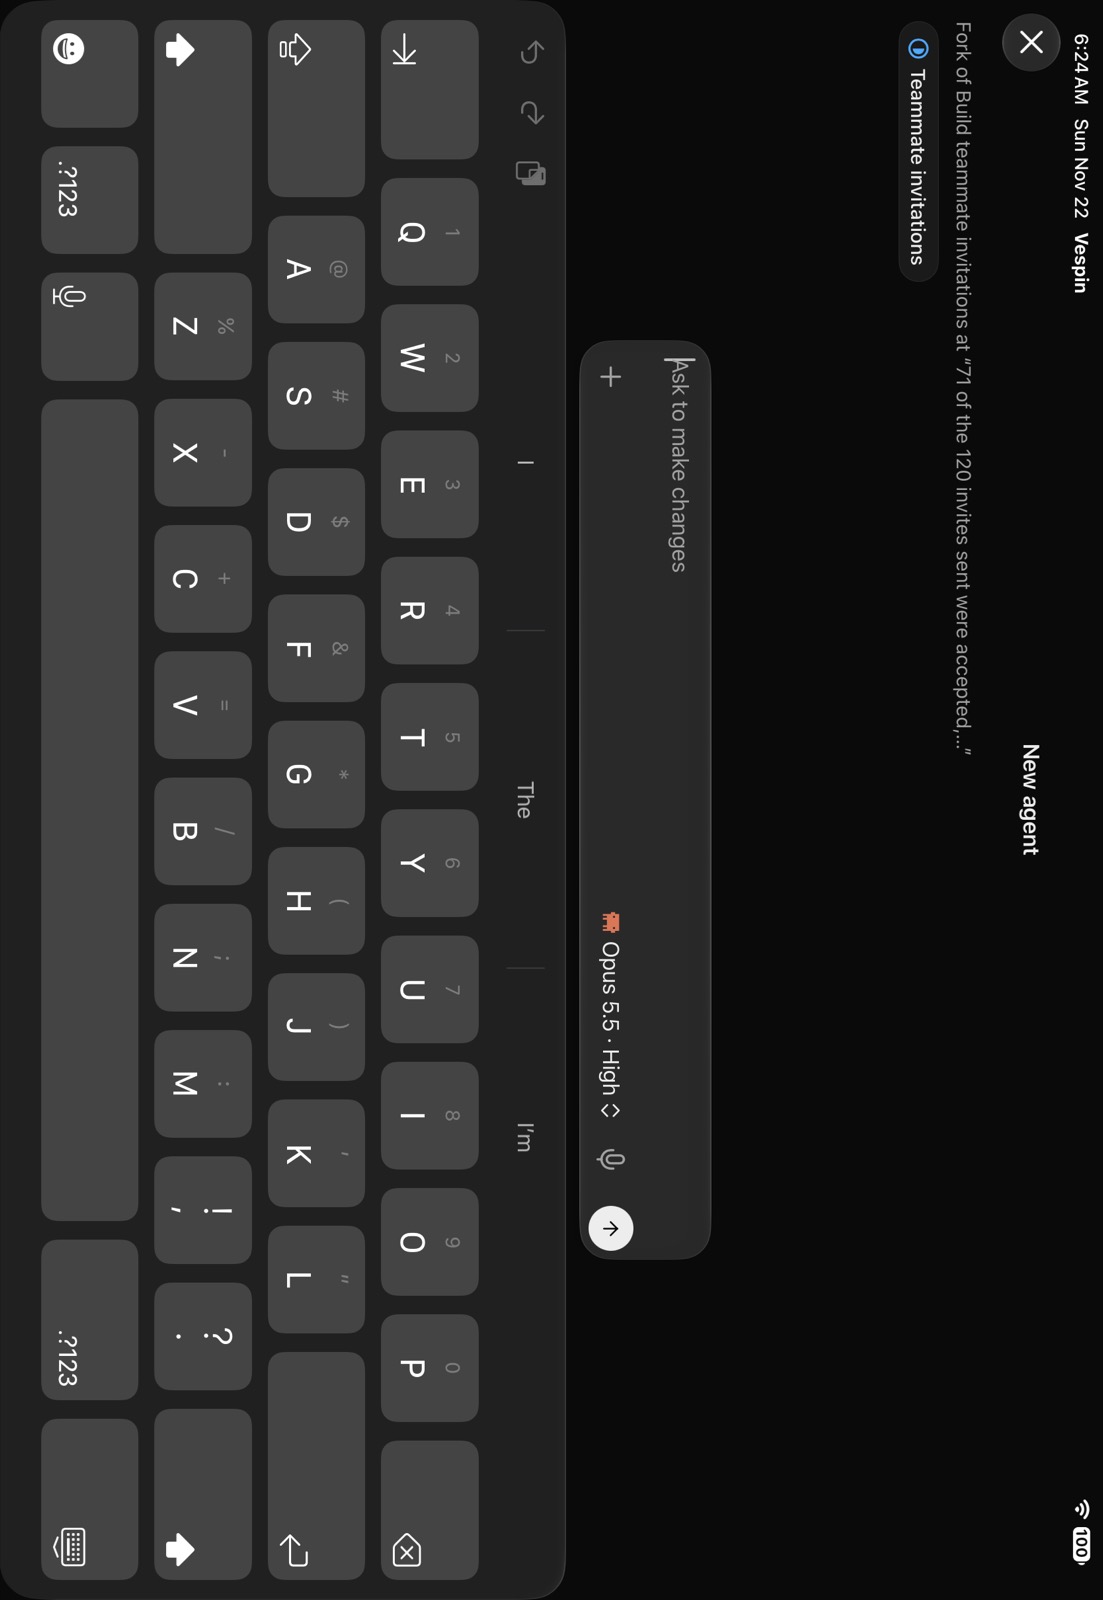 6:24 AM Sun Nov 22 Vespin
100
New agent
Fork of Build teammate invitations at “71 of the 120 invites sent were accepted,...”
Teammate invitations
Ask to make changes
Opus 5.5 · High
I The I’m
1 2 3 4 5 6 7 8 9 0
Q W E R T Y U I O P
@ # $ & * ( ) ' "
A S D F G H J K L
% - + = / ; : ! ?
Z X C V B N M , .
.?123 .?123